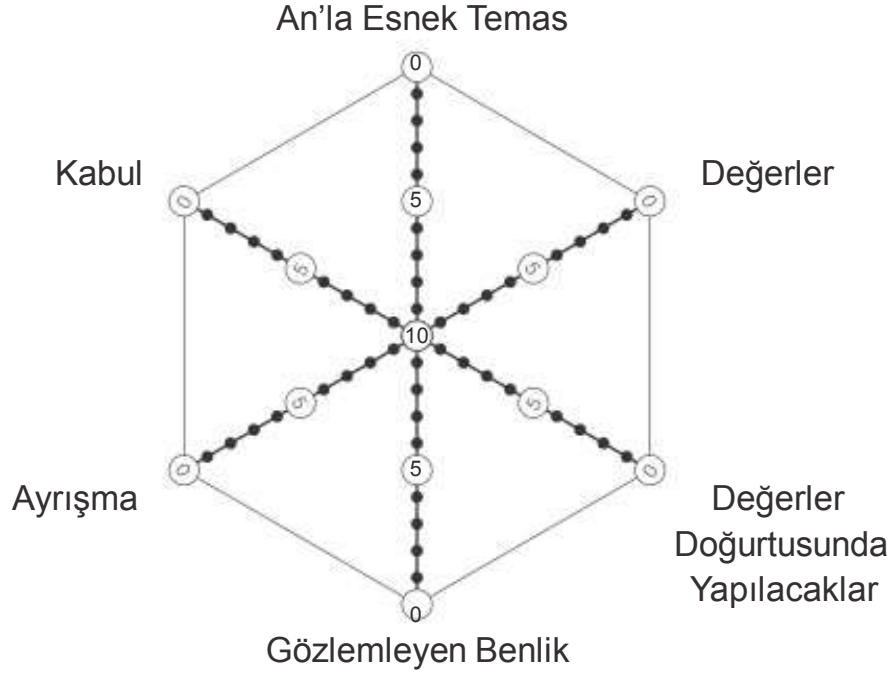 An'la Esnek Temas
0
Kabul
Değerler
0
0
5
5
5
10
5
5
5
0
0
Ayrışma
Değerler
Doğurtusunda
Yapılacaklar
0
Gözlemleyen Benlik